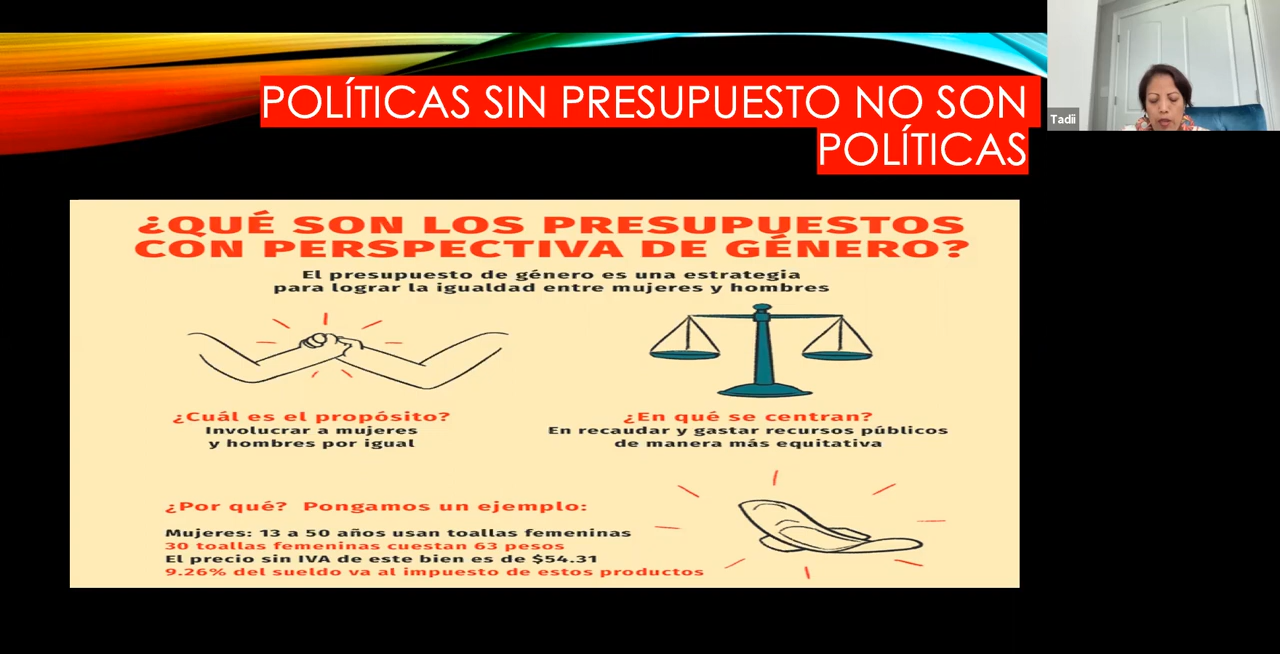 POLÍTICAS SIN PRESUPUESTO NO SON
POLÍTICAS
Tadii
¿QUÉ SON LOS PRESUPUESTOS
CON PERSPECTIVA DE GÉNERO?
El presupuesto de género es una estrategia
para lograr la igualdad entre mujeres y hombres
¿Cuál es el propósito?
Involucrar a mujeres
y hombres por igual
¿En qué se centran?
En recaudar y gastar recursos públicos
de manera más equitativa
¿Por qué? Pongamos un ejemplo:
Mujeres: 13 a 50 años usan toallas femeninas
30 toallas femeninas cuestan 63 pesos
El precio sin IVA de este bien es de $54.31
9.26% del sueldo va al impuesto de estos productos